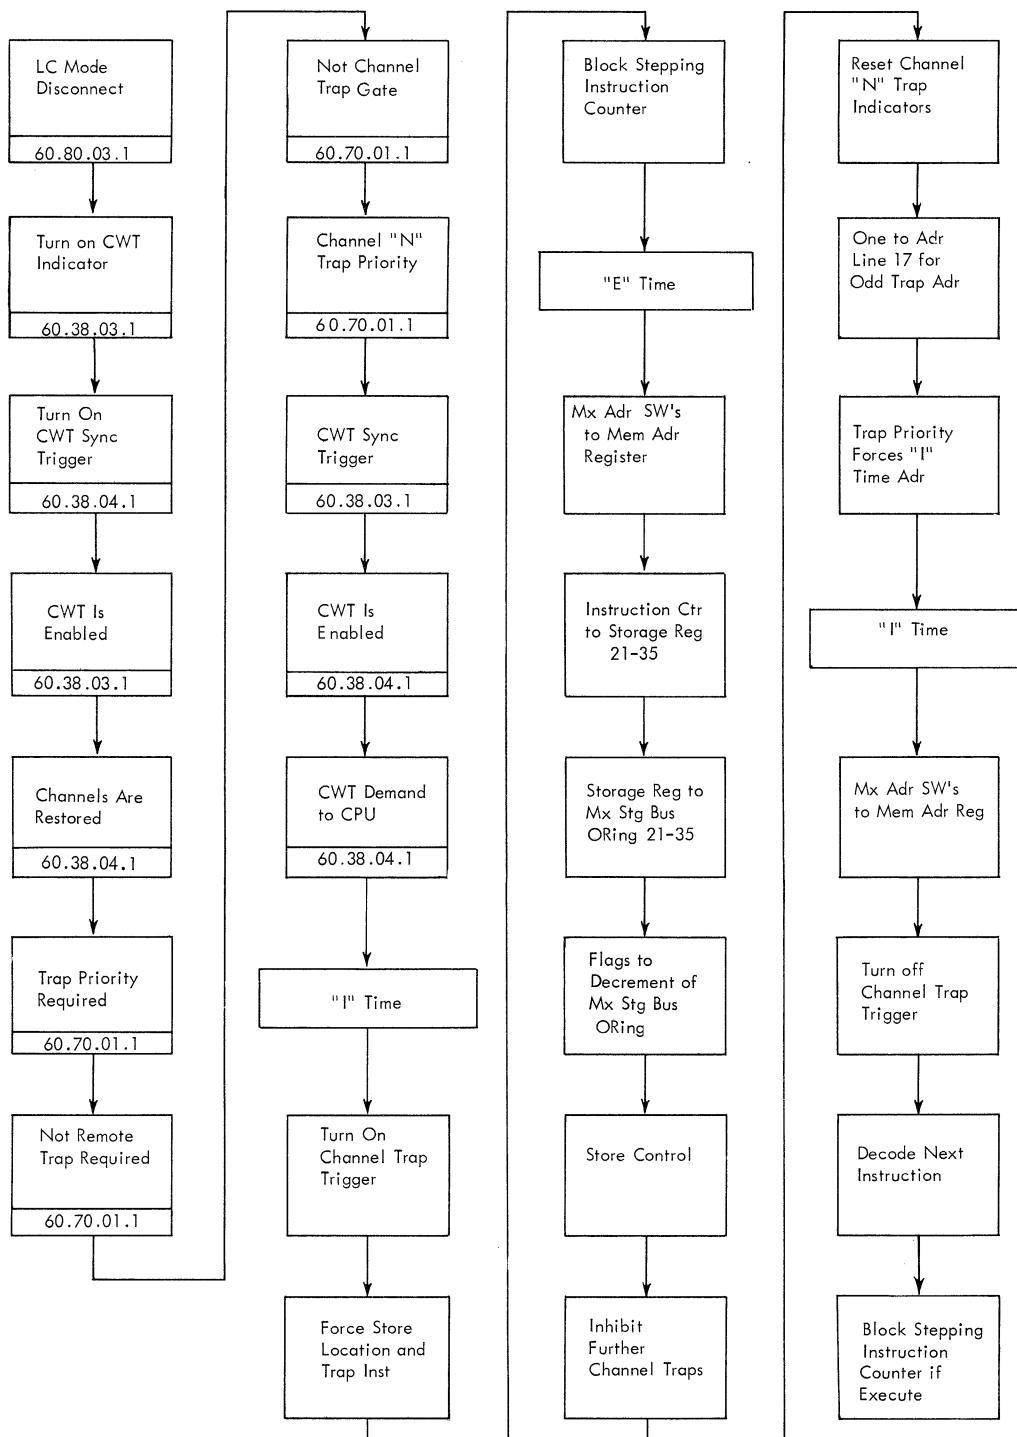 LC Mode
Disconnect
60.80.03.1
Turn on CWT
Indicator
60.38.03.1
Turn On
CWT Sync
Trigger
60.38.04.1
CWT Is
Enabled
60.38.03.1
Channels Are
Restored
60.38.04.1
Trap Priority
Required
60.70.01.1
Not Remote
Trap Required
60.70.01.1
Not Channel
Trap Gate
60.70.01.1
Channel "N"
Trap Priority
60.70.01.1
CWT Sync
Trigger
60.38.03.1
CWT Is
Enabled
60.38.04.1
CWT Demand
to CPU
60.38.04.1
"I" Time
Turn On
Channel Trap
Trigger
Force Store
Location and
Trap Inst
Block Stepping
Instruction
Counter
"E" Time
Mx Adr SW's
to Mem Adr
Register
Instruction Ctr
to Storage Reg
21-35
Storage Reg to
Mx Stg Bus
ORing 21-35
Flags to
Decrement of
Mx Stg Bus
ORing
Store Control
Inhibit
Further
Channel Traps
Reset Channel
"N" Trap
Indicators
One to Adr
Line 17 for
Odd Trap Adr
Trap Priority
Forces "I"
Time Adr
"I" Time
Mx Adr SW's
to Mem Adr Reg
Turn off
Channel Trap
Trigger
Decode Next
Instruction
Block Stepping
Instruction
Counter if
Execute